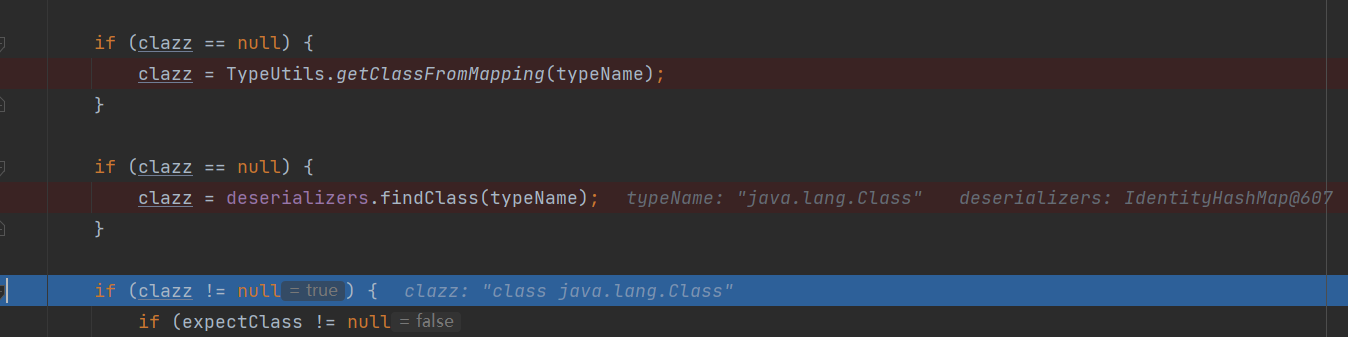 if (clazz == null) {
clazz = TypeUtils.getClassFromMapping(typeName);
}
if (clazz == null) {
clazz = deserializers.findClass(typeName); typeName: "java.lang.Class" deserializers: IdentityHashMap@607
}
if (clazz != null = true ) { clazz: "class java.lang.Class"
if (expectClass != null = false